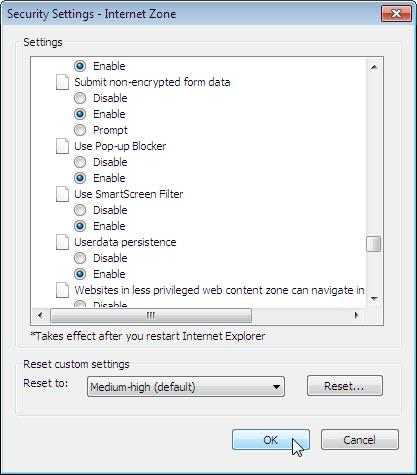 Security Settings - Internet Zone
Settings
Enable
Submit non-encrypted form data
Disable
Enable
Prompt
Use Pop-up Blocker
Disable
Enable
Use SmartScreen Filter
Disable
Enable
Userdata persistence
Disable
Enable
Websites in less privileged web content zone can navigate in
Disable
*Takes effect after you restart Internet Explorer
Reset custom settings
Reset to:
Medium-high (default)
Reset...
OK
Cancel